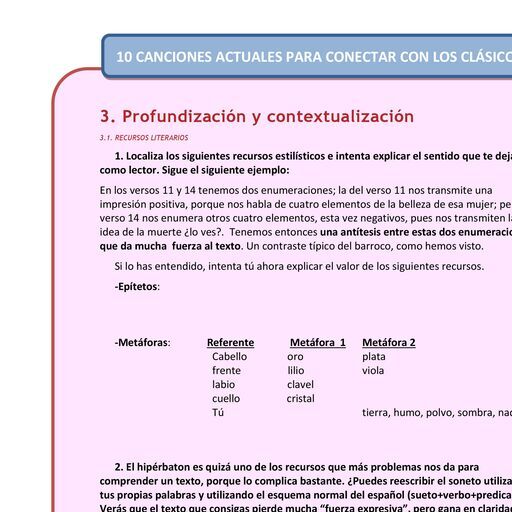 10 CANCIONES ACTUALES PARA CONECTAR CON LOS CLÁSICO
3. Profundización y contextualización
3.1. RECURSOS LITERARIOS
1. Localiza los siguientes recursos estilísticos e intenta explicar el sentido que te
como lector. Sigue el siguiente ejemplo:
En los versos 11 y 14 tenemos dos enumeraciones; la del verso 11 nos transmite una
impresión positiva, porque nos habla de cuatro elementos de la belleza de esa mujer;
verso 14 nos enumera otros cuatro elementos, esta vez negativos, pues nos transmiten
idea de la muerte ¿lo ves?. Tenemos entonces una antítesis entre estas dos
que da mucha fuerza al texto. Un contraste típico del barroco, como hemos visto.
Si lo has entendido, intenta tú ahora explicar el valor de los siguientes recursos.
-Epítetos:
-Metáforas: Referente Metáfora 1 Metáfora 2
Cabello oro plata
frente lilio viola
labio clavel
cuello cristal
Tú tierra, humo, polvo, sombra,
2. El hipérbaton es quizá uno de los recursos que más problemas nos da para
comprender un texto, porque lo complica bastante. ¿Puedes reescribir el soneto
tus propias palabras y utilizando el esquema normal del español (sueto+verbo+predica
Verás que el texto que consigas pierde mucha "fuerza expresiva", pero gana en